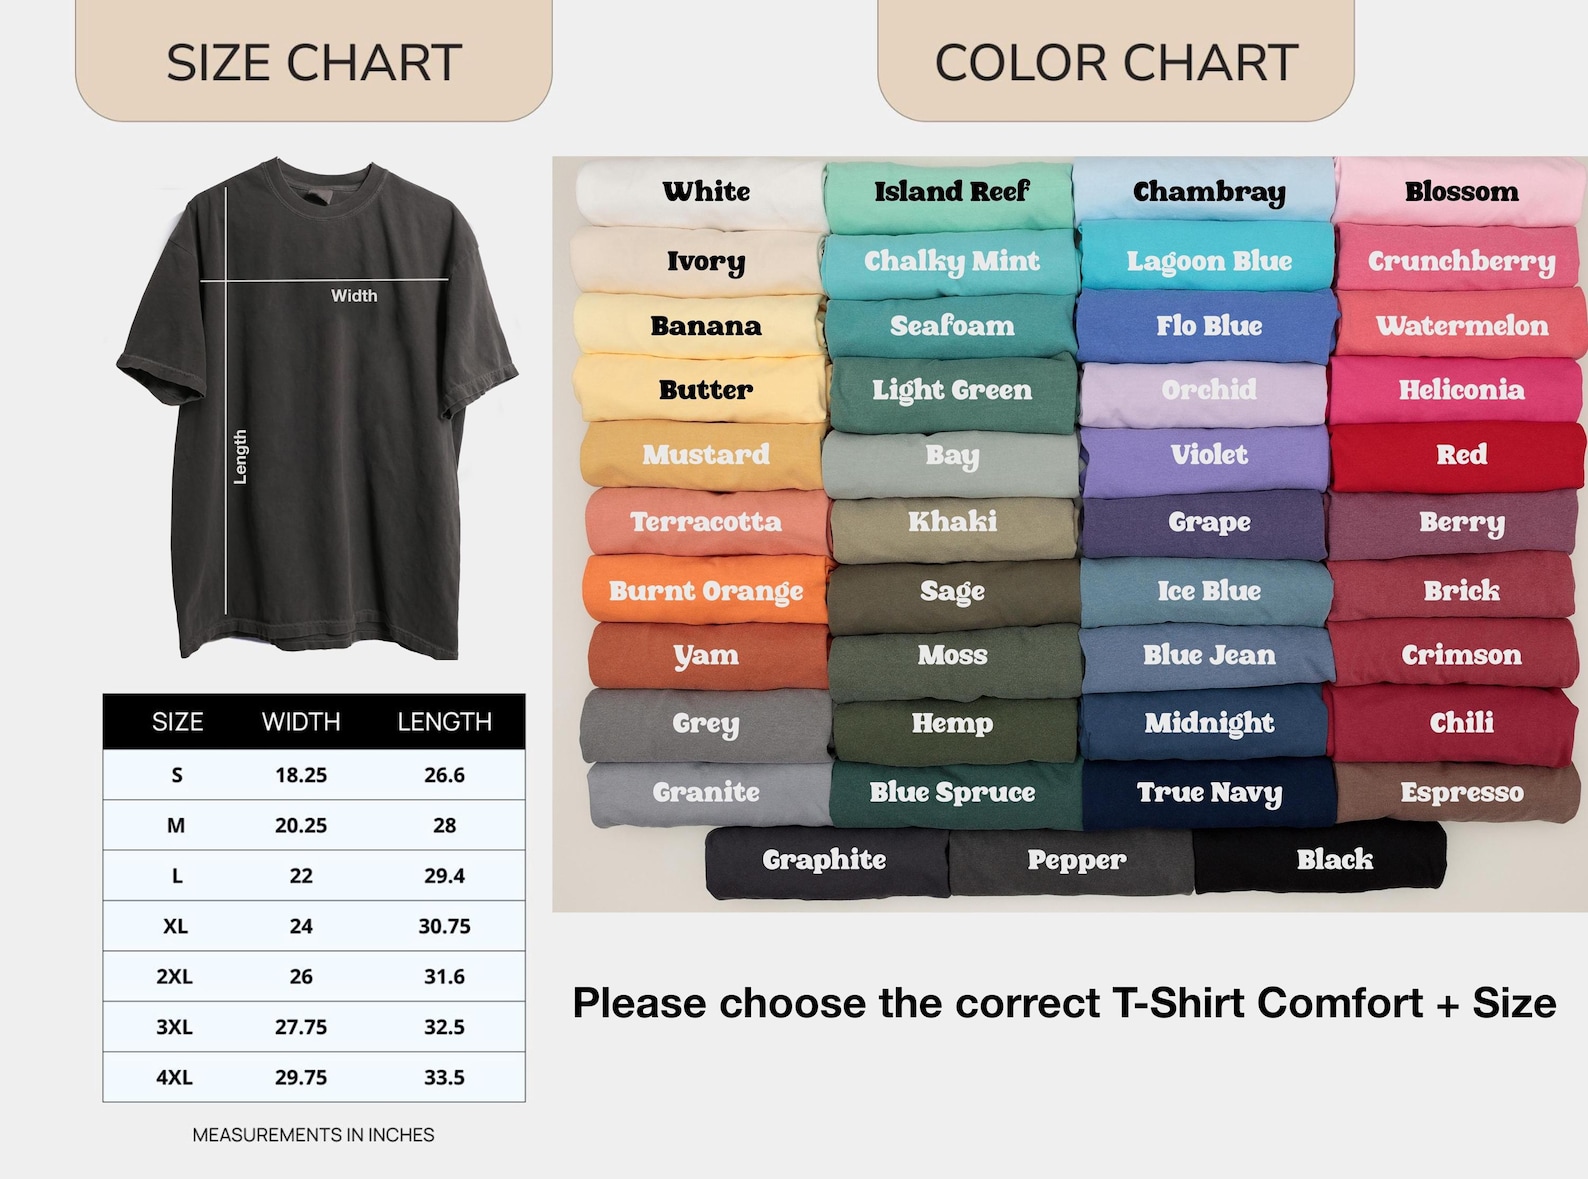 SIZE CHART
COLOR CHART
Width
Length
SIZE WIDTH LENGTH
S 18.25 26.6
M 20.25 28
L 22 29.4
XL 24 30.75
2XL 26 31.6
3XL 27.75 32.5
4XL 29.75 33.5
MEASUREMENTS IN INCHES
White Island Reef Chambray Blossom
Ivory Chalky Mint Lagoon Blue Crunchberry
Banana Seafoam Flo Blue Watermelon
Butter Light Green Orchid Heliconia
Mustard Bay Violet Red
Terracotta Khaki Grape Berry
Burnt Orange Sage Ice Blue Brick
Yam Moss Blue Jean Crimson
Grey Hemp Midnight Chili
Granite Blue Spruce True Navy Espresso
Graphite Pepper Black
Please choose the correct T-Shirt Comfort + Size